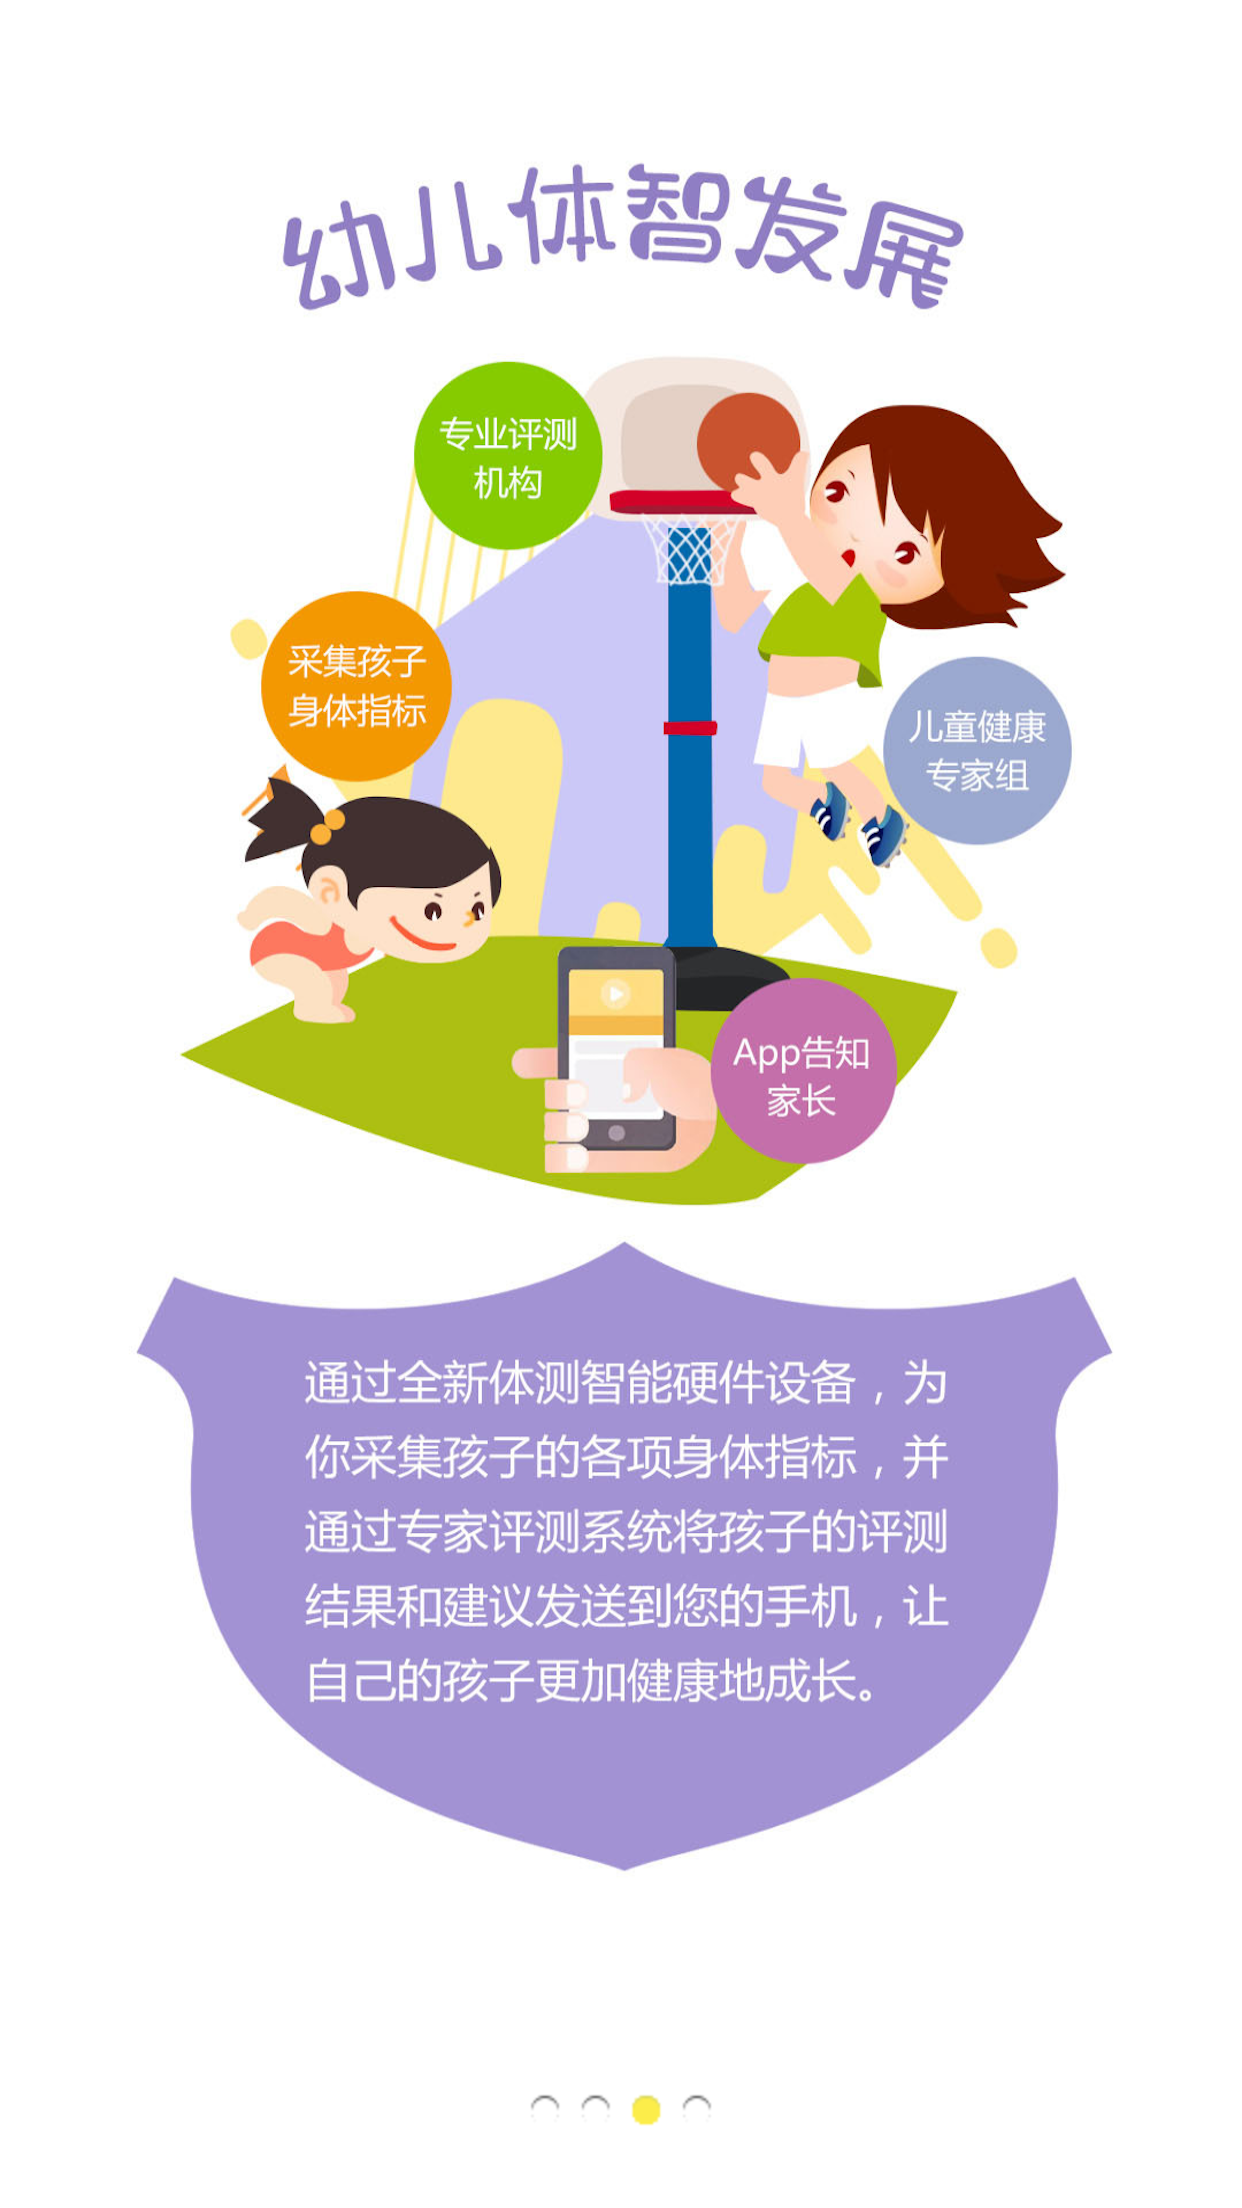 幼儿体智发展
专业评测
机构
采集孩子
身体指标
儿童健康
专家组
App告知
家长
通过全新体测智能硬件设备，为
你采集孩子的各项身体指标，并
通过专家评测系统将孩子的评测
结果和建议发送到您的手机，让
自己的孩子更加健康地成长。